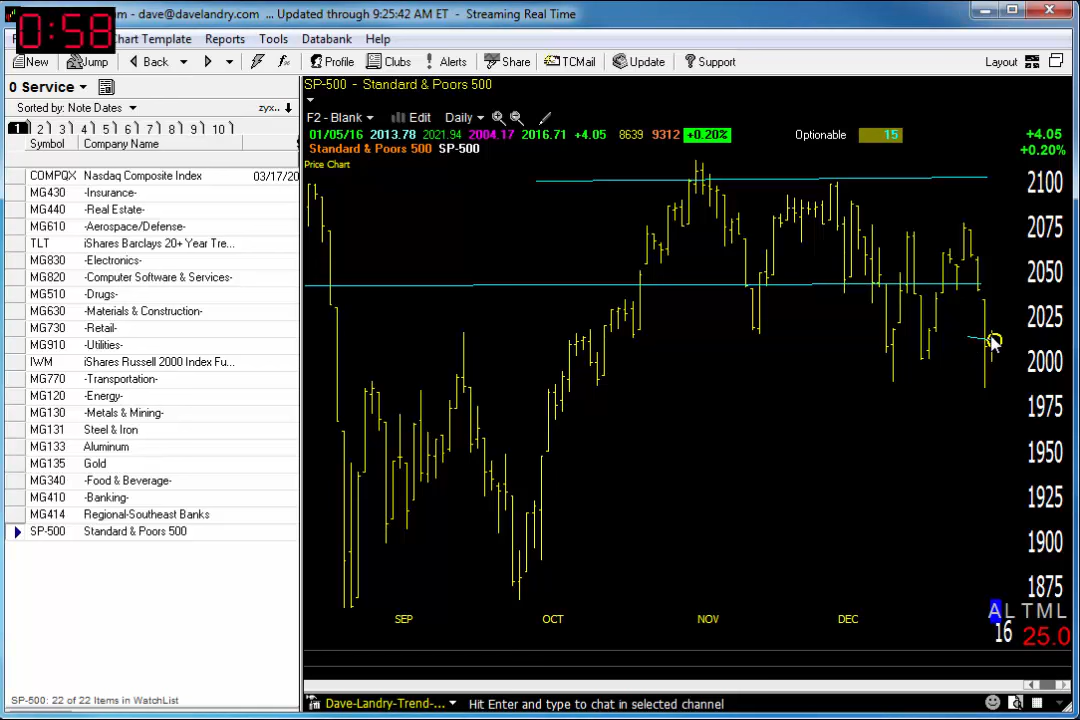 0:58
om - dave@davelandry.com ... Updated through 9:25:42 AM ET - Streaming Real Time
Chart Template Reports Tools Databank Help
New Jump Back Profile Clubs Alerts Share TCMail Update Support Layout
0 Service
Sorted by: Note Dates zyx..
1 2 3 4 5 6 7 8 9 10
Symbol Company Name
COMPQX Nasdaq Composite Index 03/17/20
MG430 -Insurance-
MG440 -Real Estate-
MG610 -Aerospace/Defense-
TLT iShares Barclays 20+ Year Tre...
MG830 -Electronics-
MG820 -Computer Software & Services-
MG510 -Drugs-
MG630 -Materials & Construction-
MG730 -Retail-
MG910 -Utilities-
IWM iShares Russell 2000 Index Fu...
MG770 -Transportation-
MG120 -Energy-
MG130 -Metals & Mining-
MG131 Steel & Iron
MG133 Aluminum
MG135 Gold
MG340 -Food & Beverage-
MG410 -Banking-
MG414 Regional-Southeast Banks
SP-500 Standard & Poors 500
SP-500: 22 of 22 Items in WatchList
SP-500 - Standard & Poors 500
F2 - Blank Edit Daily
01/05/16 2013.78 2021.94 2004.17 2016.71 +4.05 8639 9312 +0.20% Optionable 15 +4.05
Standard & Poors 500 SP-500 +0.20%
Price Chart
2100
2075
2050
2025
2000
1975
1950
1925
1900
1875
SEP OCT NOV DEC
A L T M L
16 25.0
Dave-Landry-Trend-... Hit Enter and type to chat in selected channel